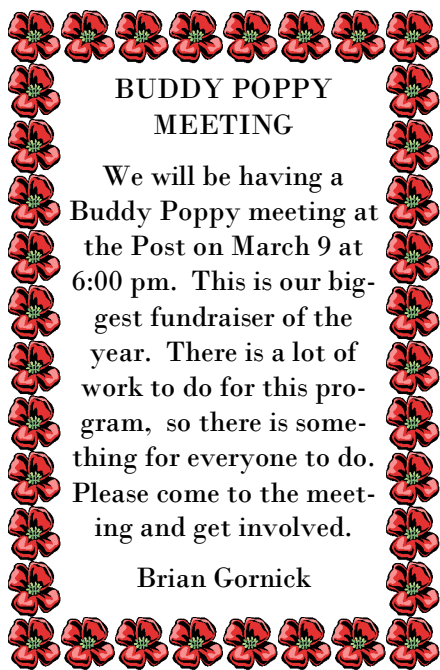 BUDDY POPPY
MEETING
We will be having a
Buddy Poppy meeting at
the Post on March 9 at
6:00 pm.  This is our big-
gest fundraiser of the
year.  There is a lot of
work to do for this pro-
gram,  so there is some-
thing for everyone to do.
Please come to the meet-
ing and get involved.
Brian Gornick